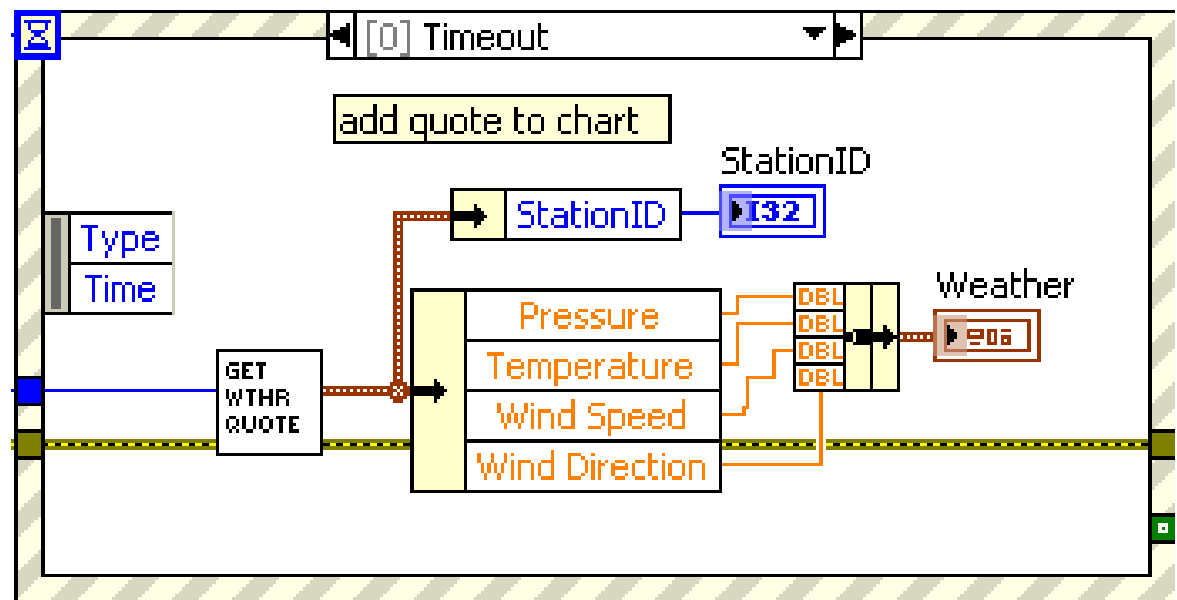 [0] Timeout
add quote to chart
StationID
StationID
I32
Type
Time
Weather
Pressure
DBL
Temperature
DBL
Wind Speed
DBL
Wind Direction
DBL
GET
WTHR
QUOTE